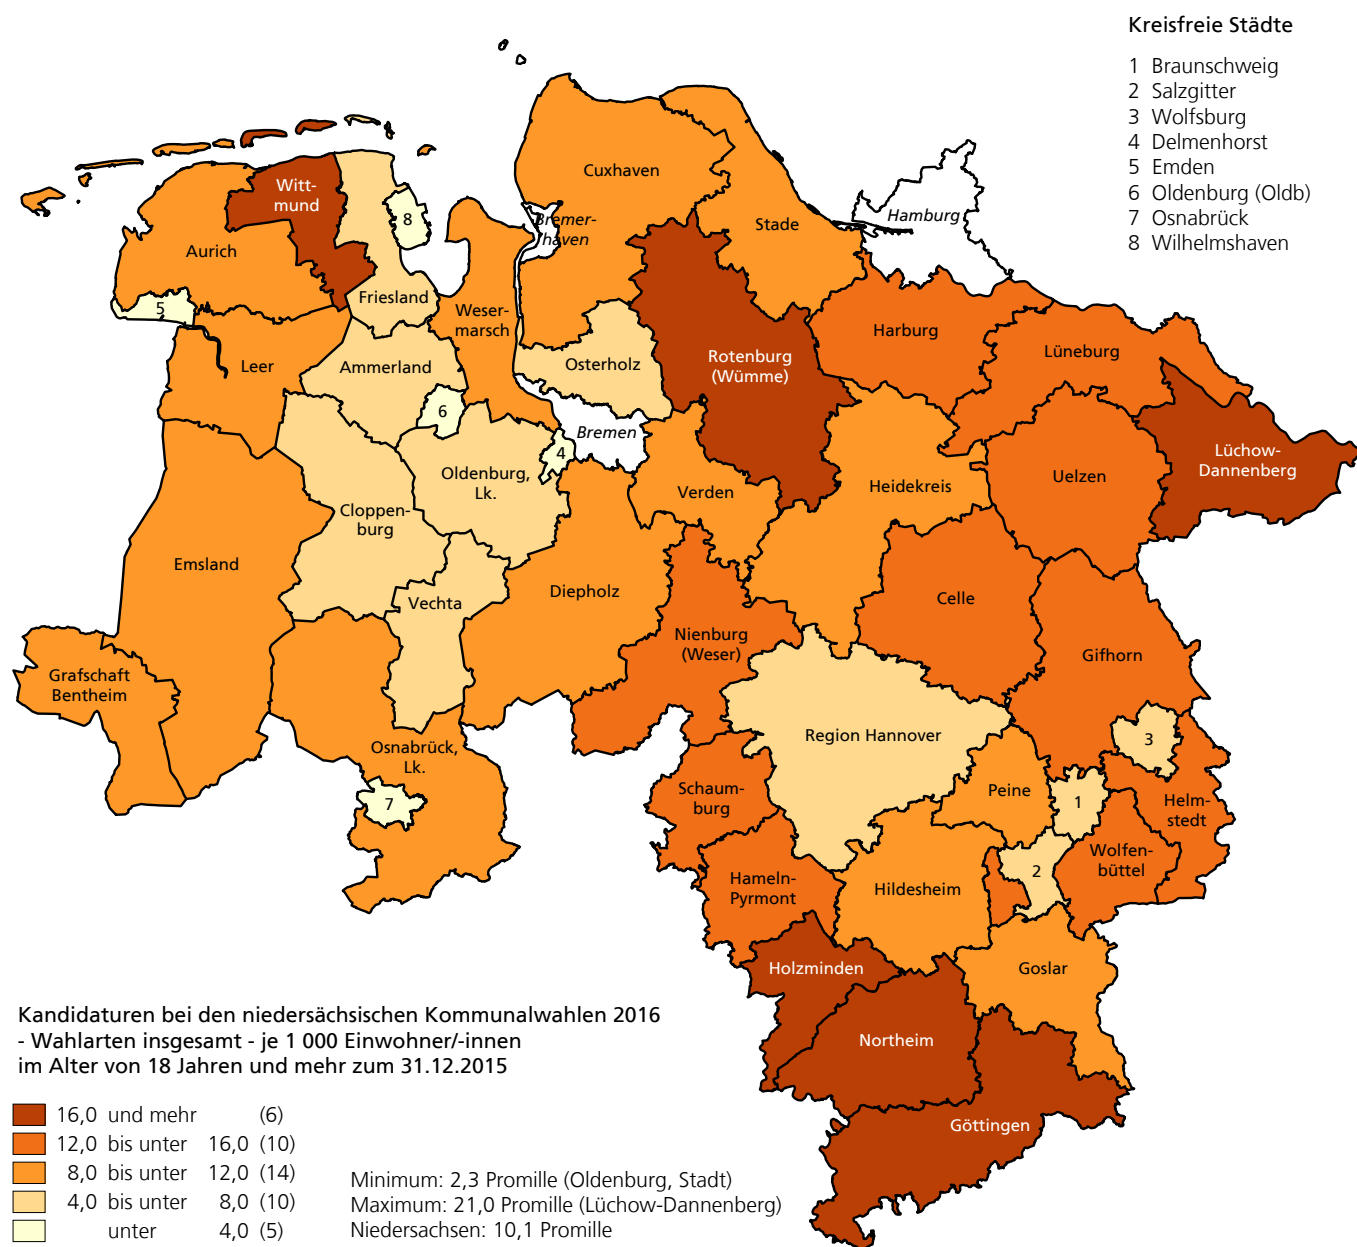 Kreisfreie Städte
1 Braunschweig
2 Salzgitter
3 Wolfsburg
4 Delmenhorst
5 Emden
6 Oldenburg (Oldb)
7 Osnabrück
8 Wilhelmshaven
Cuxhaven
Witt-
mund
8
Bremer-
haven
Hamburg
Stade
Aurich
Friesland
5
Weser-
marsch
Harburg
Lüneburg
Leer
Ammerland
Osterholz
Rotenburg
(Wümme)
6
Bremen
4
Lüchow-
Dannenberg
Oldenburg,
Lk.
Verden
Heidekreis
Uelzen
Cloppen-
burg
Emsland
Vechta
Diepholz
Celle
Nienburg
(Weser)
Gifhorn
Grafschaft
Bentheim
Osnabrück,
Lk.
Region Hannover
3
Schaum-
burg
Peine
1
Helm-
stedt
7
Wolfen-
büttel
2
Hameln-
Pyrmont
Hildesheim
Holzminden
Goslar
Northeim
Göttingen
Kandidaturen bei den niedersächsischen Kommunalwahlen 2016
- Wahlarten insgesamt - je 1 000 Einwohner/-innen
im Alter von 18 Jahren und mehr zum 31.12.2015
16,0 und mehr (6)
12,0 bis unter 16,0 (10)
8,0 bis unter 12,0 (14)
4,0 bis unter 8,0 (10)
unter 4,0 (5)
Minimum: 2,3 Promille (Oldenburg, Stadt)
Maximum: 21,0 Promille (Lüchow-Dannenberg)
Niedersachsen: 10,1 Promille